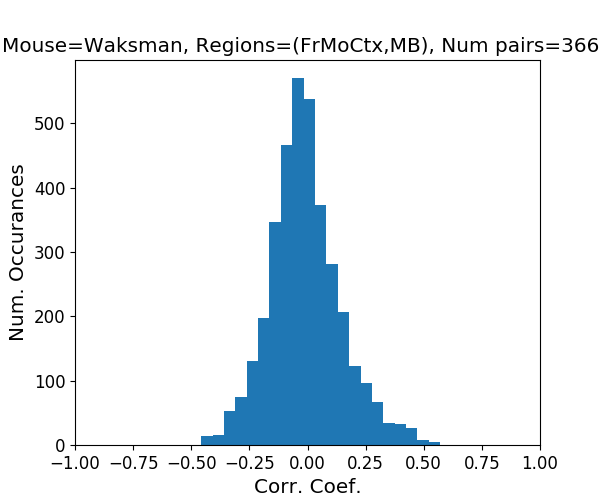 Mouse=Waksman, Regions=(FrMoCtx,MB), Num pairs=366
Num. Occurances
500
400
300
200
100
0
−1.00 −0.75 −0.50 −0.25 0.00 0.25 0.50 0.75 1.00
Corr. Coef.